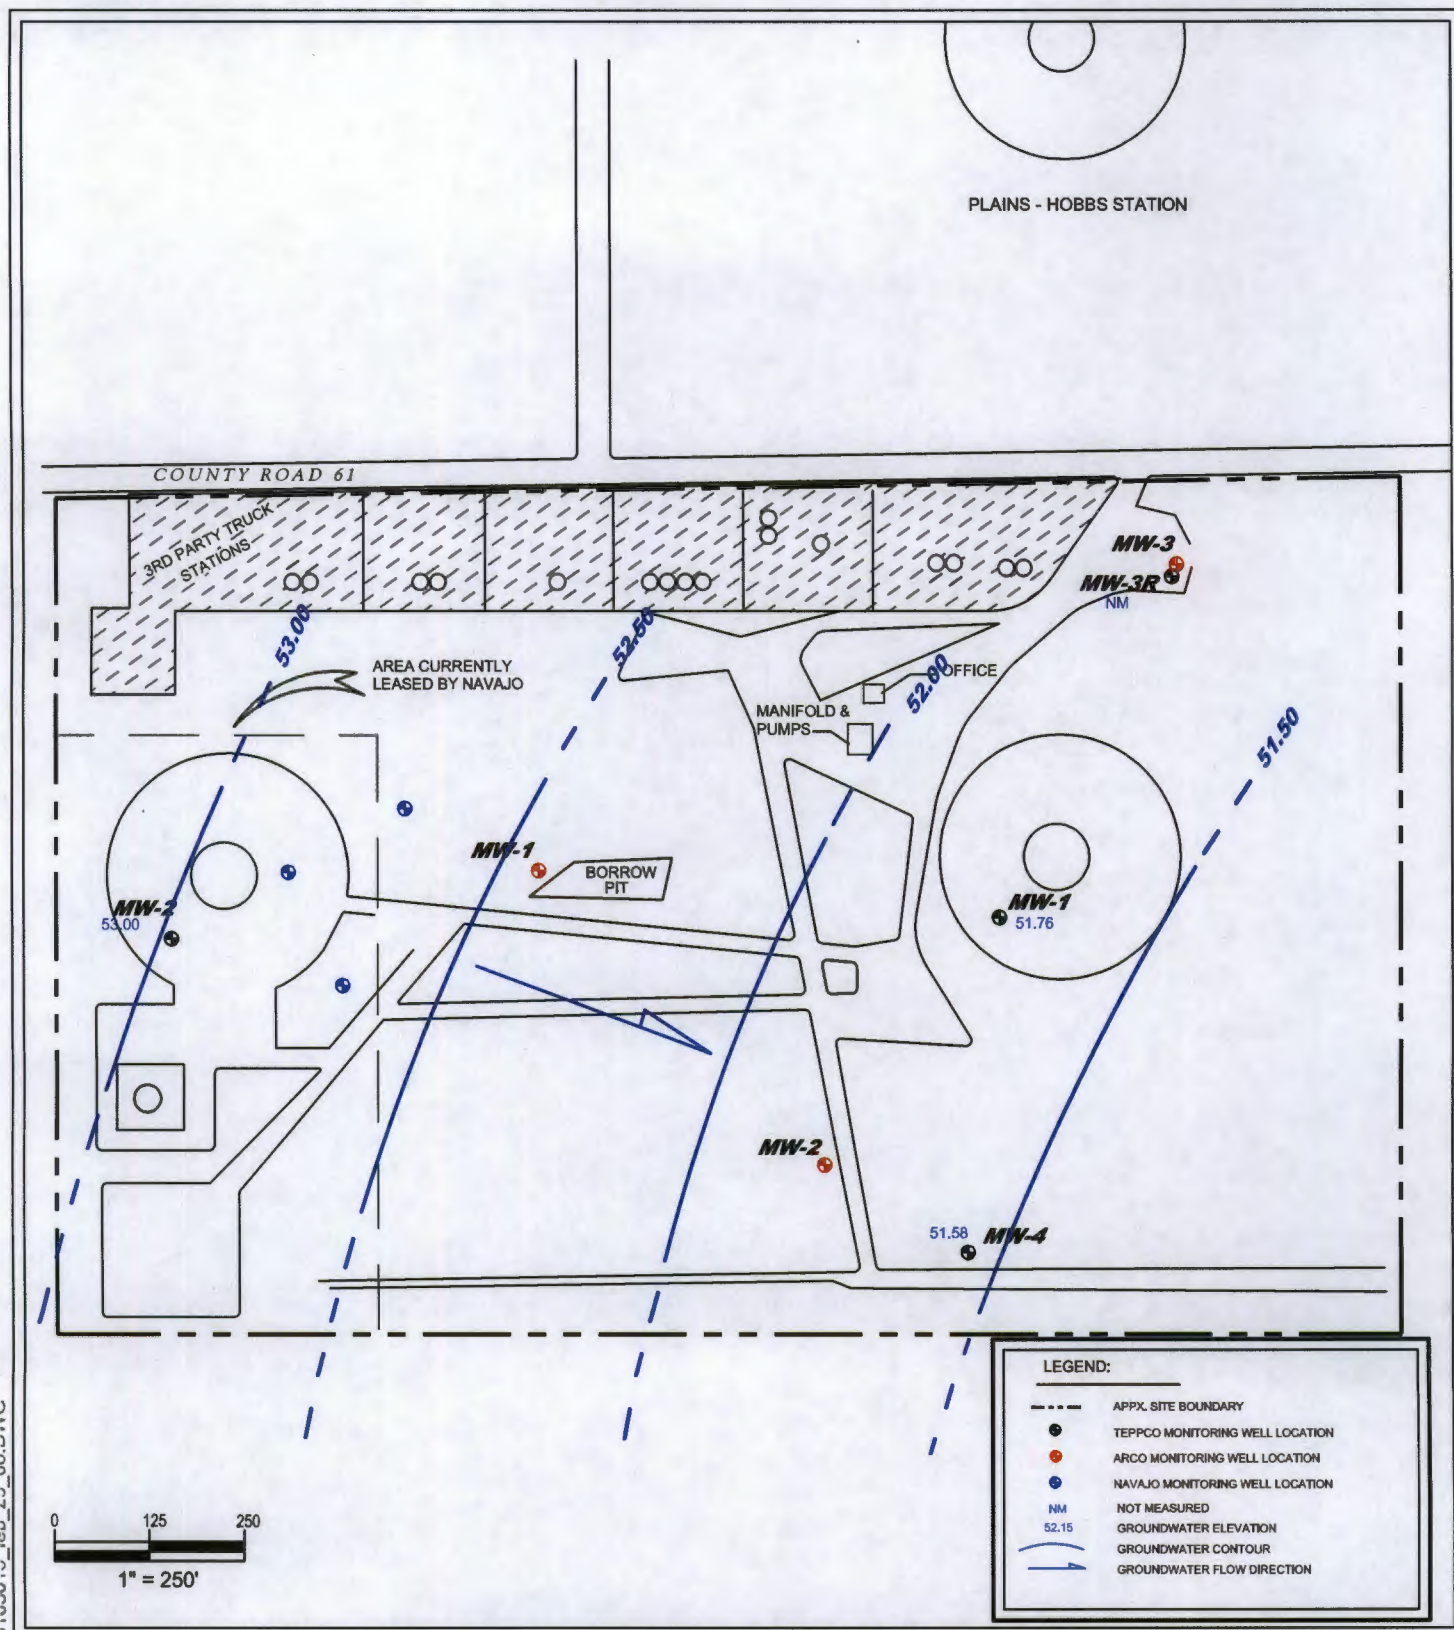 PLAINS - HOBBS STATION
COUNTY ROAD 61
3RD PARTY TRUCK
STATIONS
MW-3
MW-3R
NM
53.00
52.50
52.00
51.50
AREA CURRENTLY
LEASED BY NAVAJO
OFFICE
MANIFOLD &
PUMPS
MW-1
BORROW
PIT
MW-2
53.00
MW-1
51.76
MW-2
51.58
MW-4
LEGEND:
APPX. SITE BOUNDARY
TEPPCO MONITORING WELL LOCATION
ARCO MONITORING WELL LOCATION
NAVAJO MONITORING WELL LOCATION
NM NOT MEASURED
52.15 GROUNDWATER ELEVATION
GROUNDWATER CONTOUR
GROUNDWATER FLOW DIRECTION
0 125 250
1" = 250'